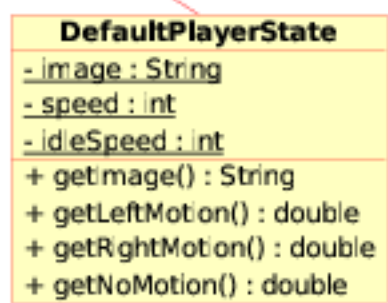 DefaultPlayerState
- image : String
- speed : int
- idleSpeed : int
+ getImage() : String
+ getLeftMotion() : double
+ getRightMotion() : double
+ getNoMotion() : double